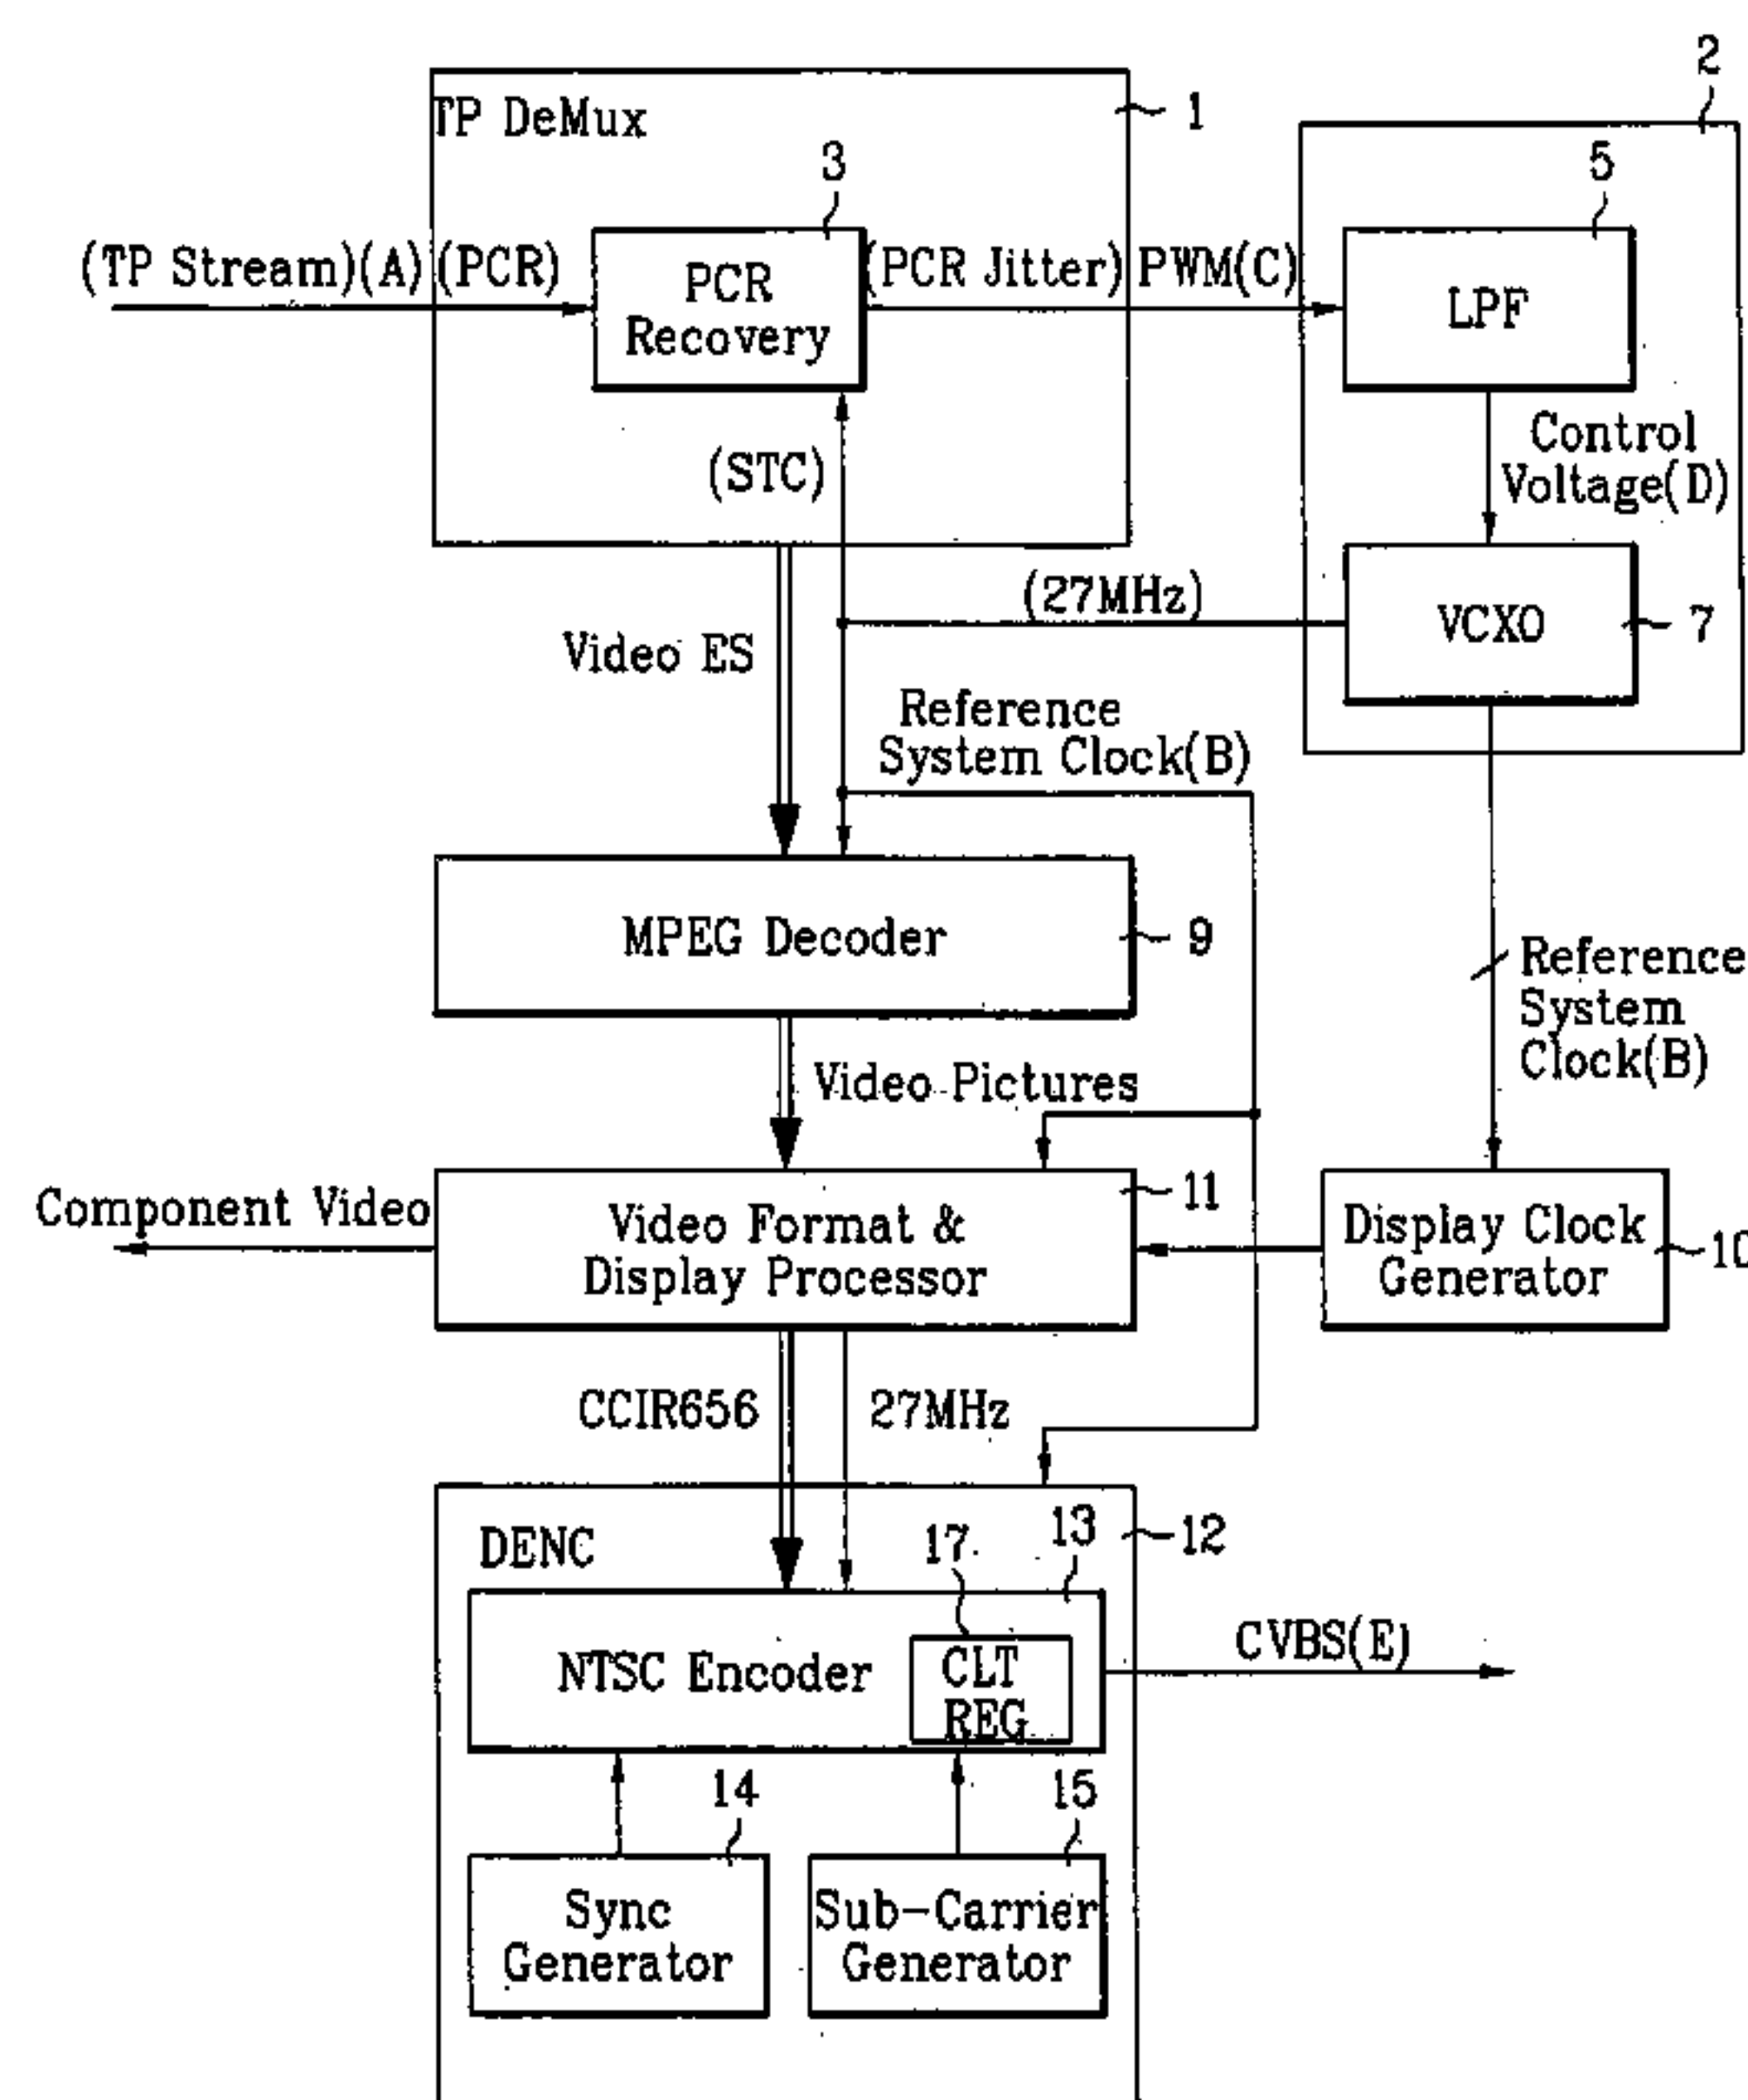 2
TP DeMux
1
3
5
(TP Stream)(A)(PCR)
(PCR Jitter) PWM(C)
PCR
Recovery
LPF
(STC)
Control
Voltage(D)
(27MHz)
VCXO
7
Video ES
Reference
System Clock(B)
MPEG Decoder
9
Reference
System
Clock(B)
Video Pictures
Component Video
11
Video Format &
Display Processor
Display Clock
Generator
10
CCIR656
27MHz
DENC
17
13
12
NTSC Encoder
CLT
REG
CVBS(E)
14
15
Sync
Generator
Sub-Carrier
Generator